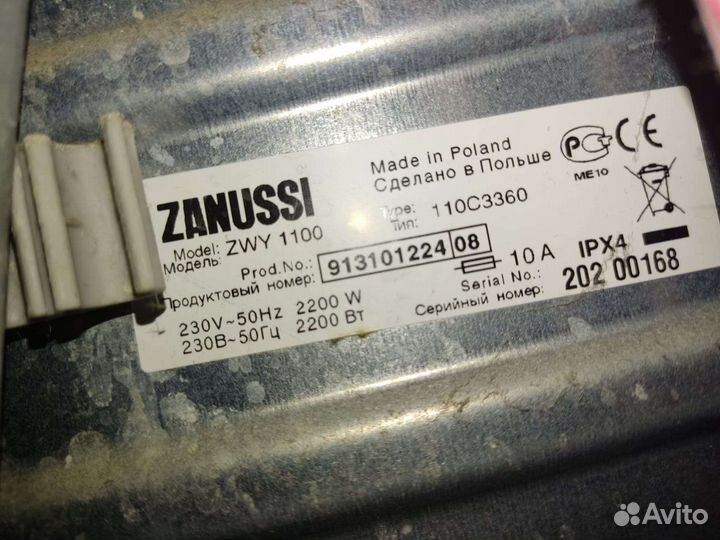 ZANUSSI
Made in Poland
Сделано в Польше
PC CE
ME10
Model:
Модель: ZWY 1100
Type:
Тип: 110C3360
Prod.No.:
Продуктовый номер: 913101224 08
10 A
IPX4
Serial No.:
Серийный номер: 202 00168
230V~50Hz 2200 W
230В~50Гц 2200 Вт
Avito